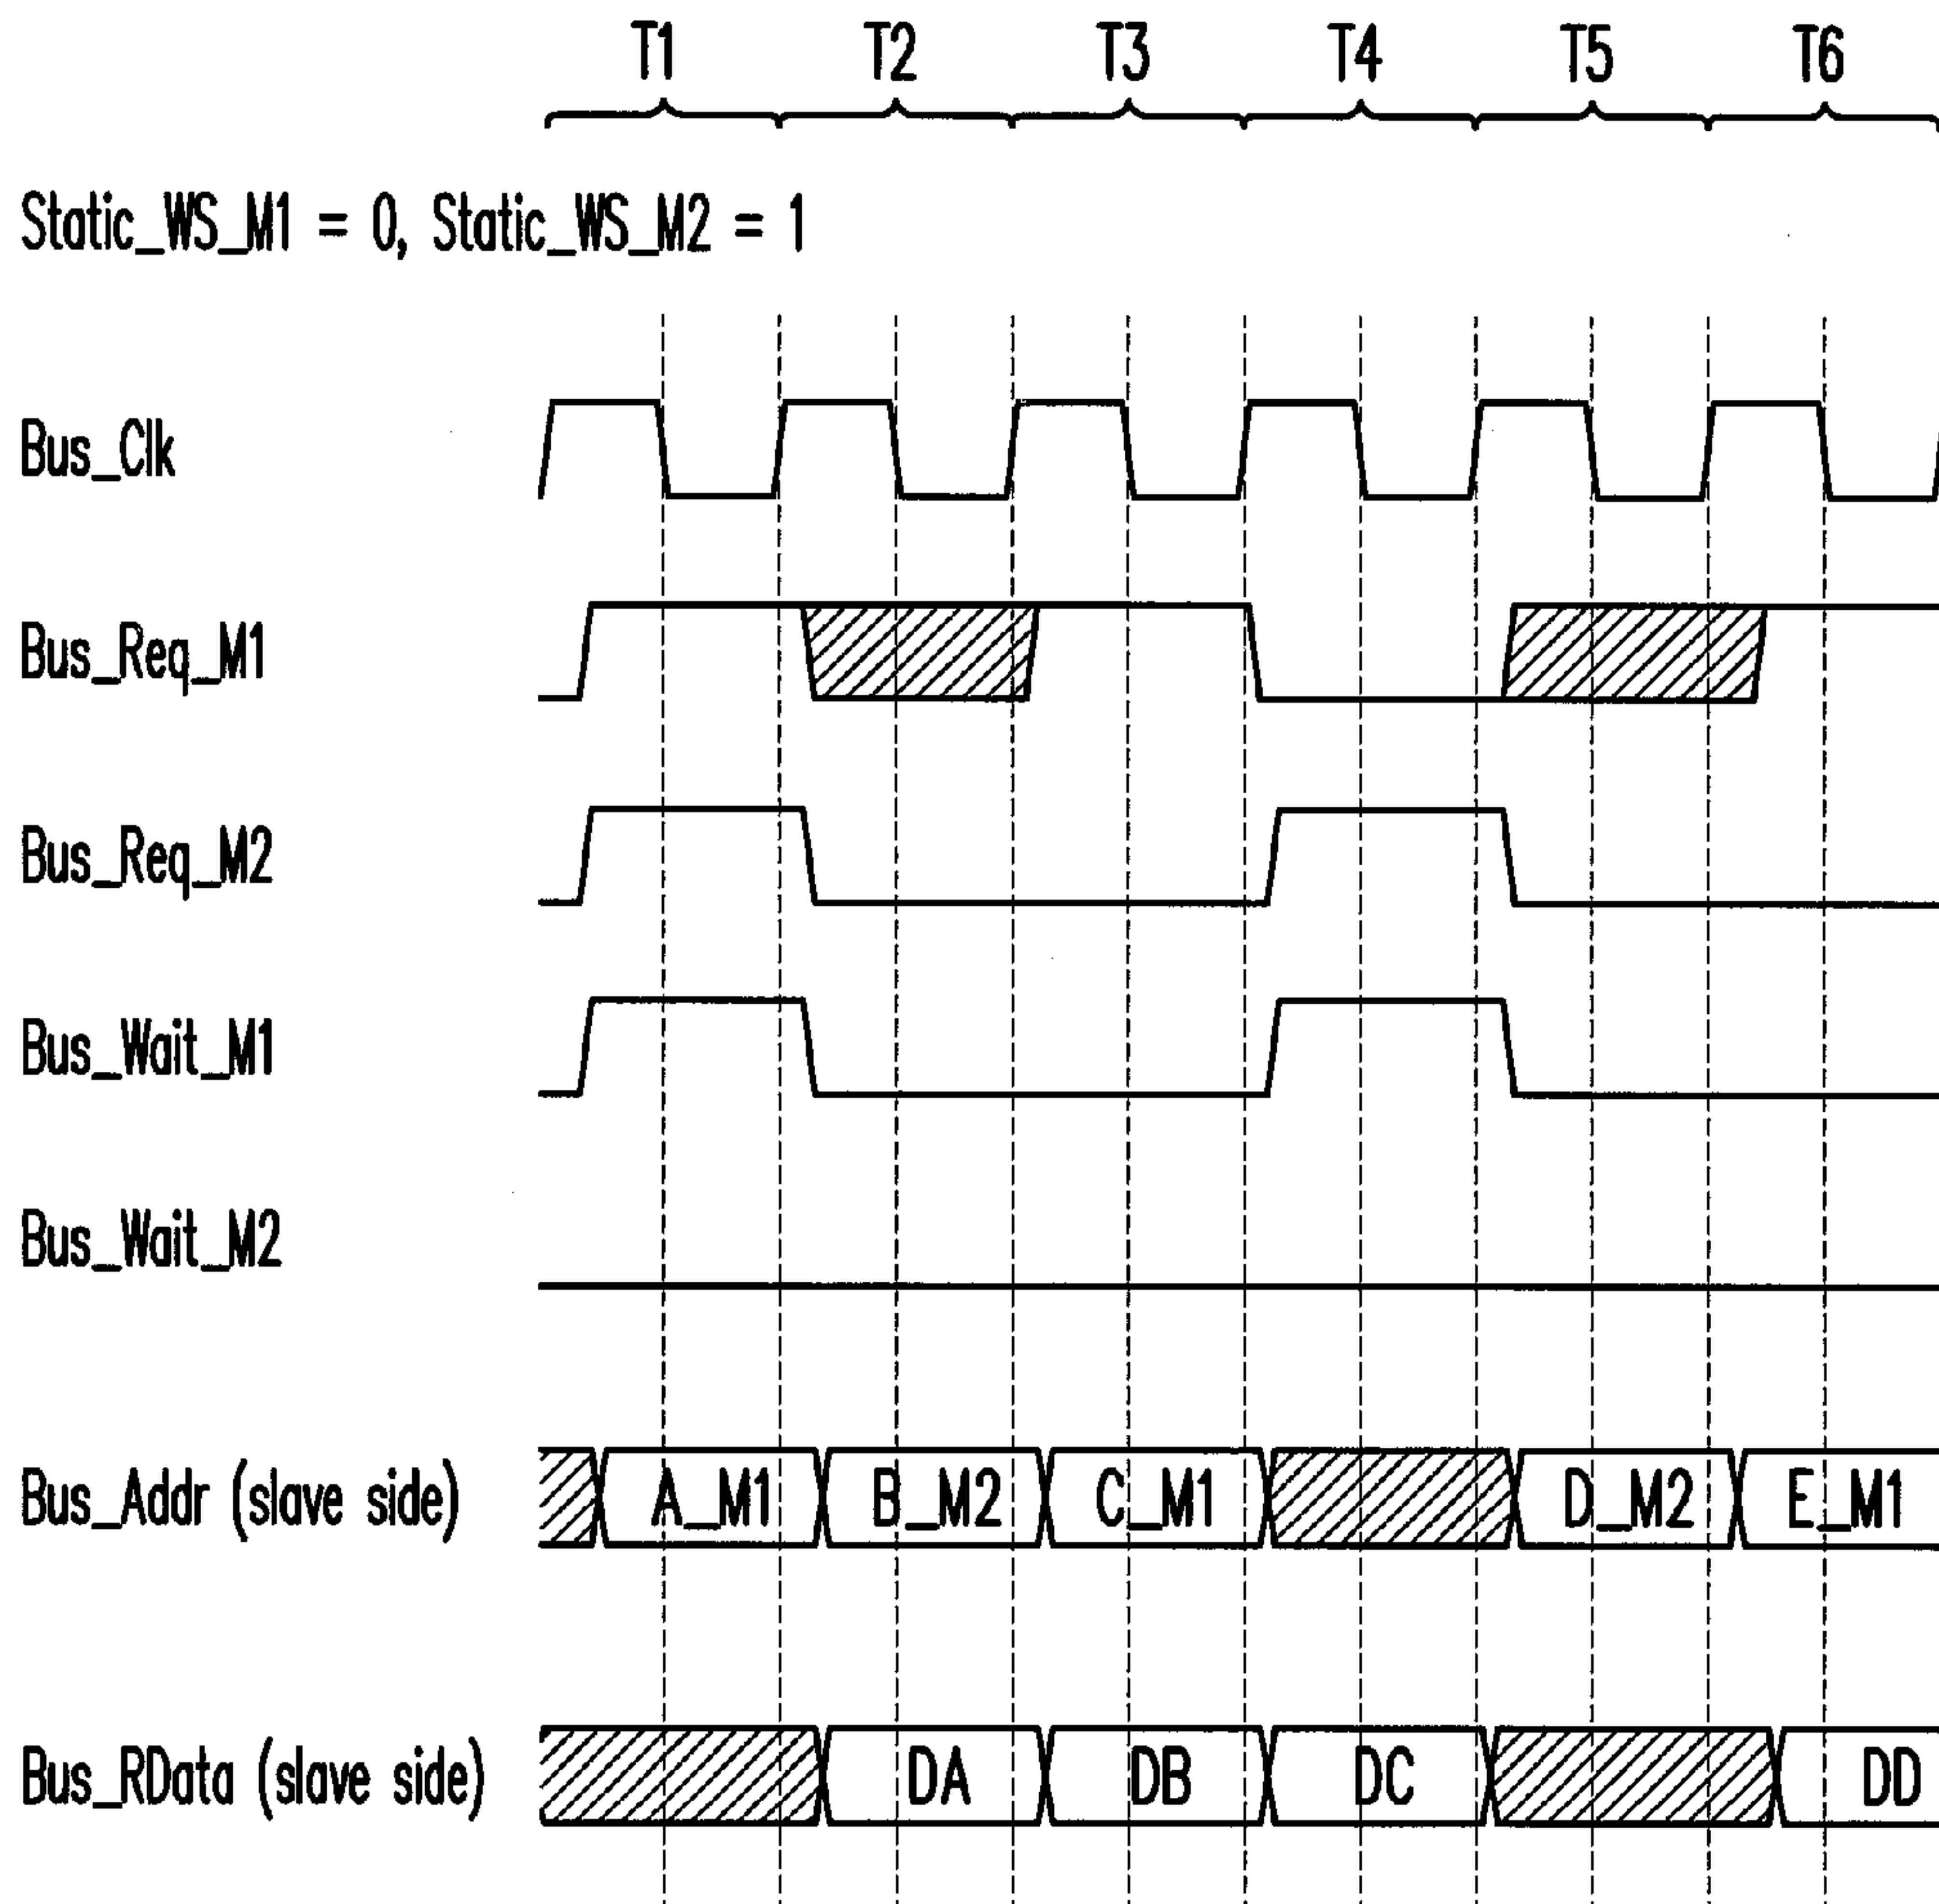 T1 T2 T3 T4 T5 T6
Static_WS_M1 = 0, Static_WS_M2 = 1
Bus_Clk
Bus_Req_M1
Bus_Req_M2
Bus_Wait_M1
Bus_Wait_M2
Bus_Addr (slave side) A_M1 B_M2 C_M1 D_M2 E_M1
Bus_RData (slave side) DA DB DC DD